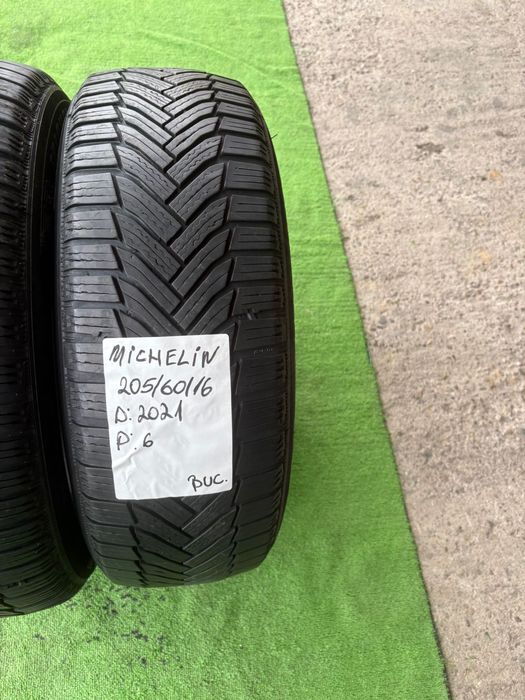 MICHELIN
205/60/16
D: 2021
P: 6
BUC.